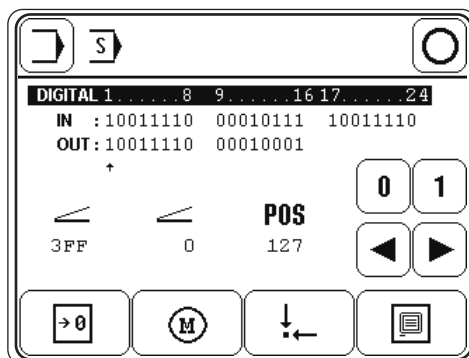 S
DIGITAL 1......8 9......16 17......24
IN :10011110 00010111 10011110
OUT:10011110 00010001
0 1
POS
3FF 0 127
→0 M